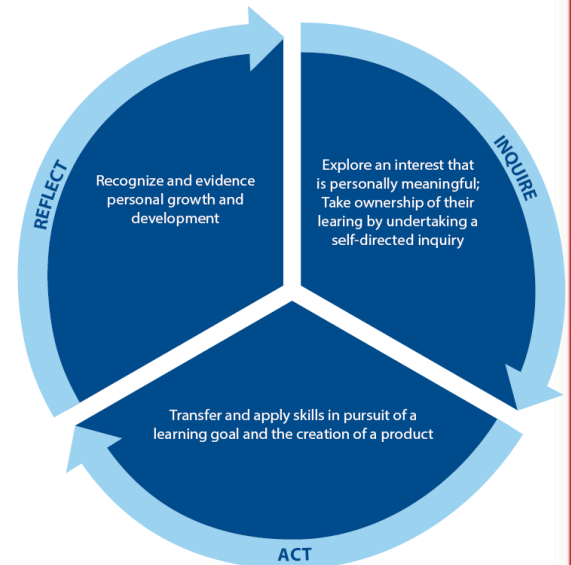 REFLECT
Recognize and evidence
personal growth and
development
INQUIRE
Explore an interest that
is personally meaningful;
Take ownership of their
learing by undertaking a
self-directed inquiry
Transfer and apply skills in pursuit of a
learning goal and the creation of a product
ACT